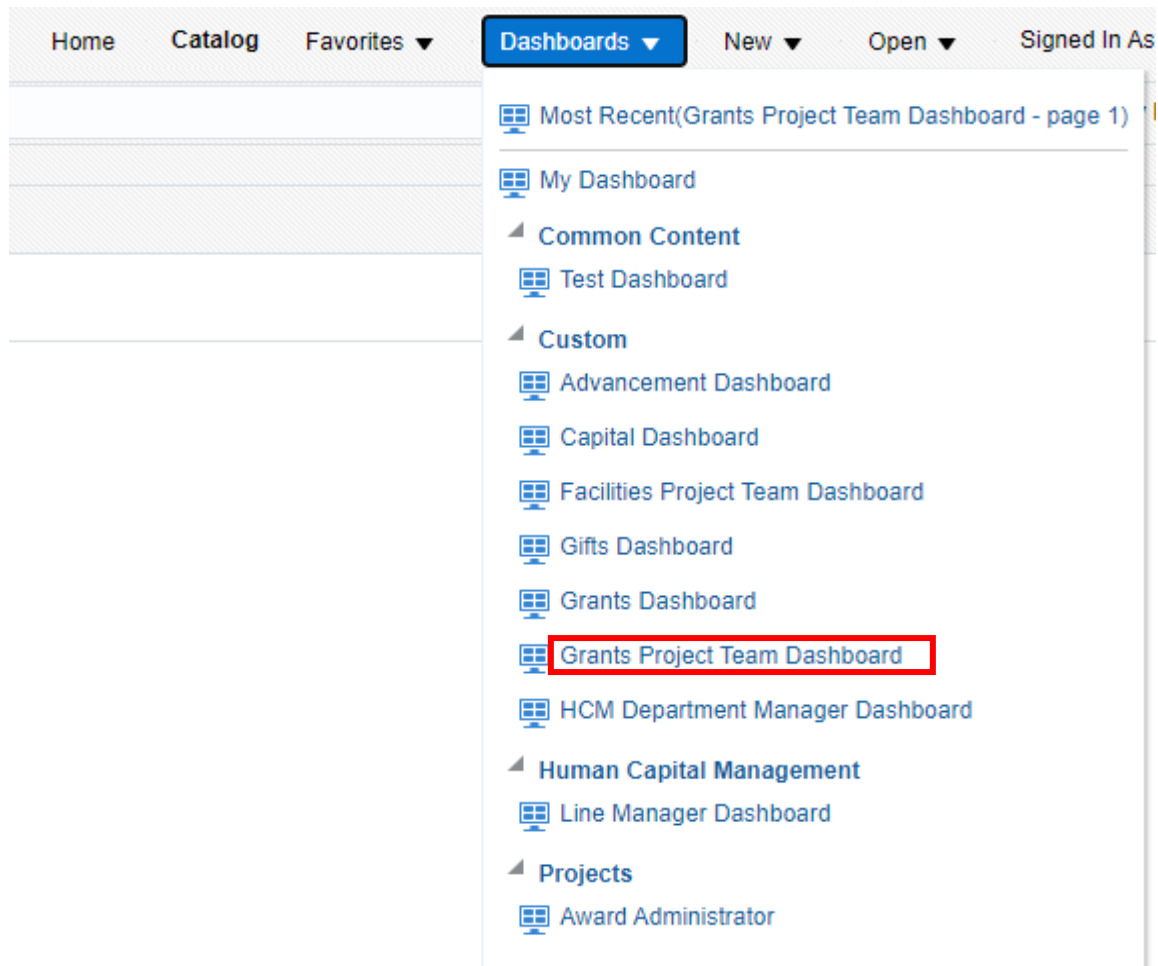 Home Catalog Favorites Dashboards New Open Signed In As
Most Recent(Grants Project Team Dashboard - page 1)
My Dashboard
Common Content
Test Dashboard
Custom
Advancement Dashboard
Capital Dashboard
Facilities Project Team Dashboard
Gifts Dashboard
Grants Dashboard
Grants Project Team Dashboard
HCM Department Manager Dashboard
Human Capital Management
Line Manager Dashboard
Projects
Award Administrator